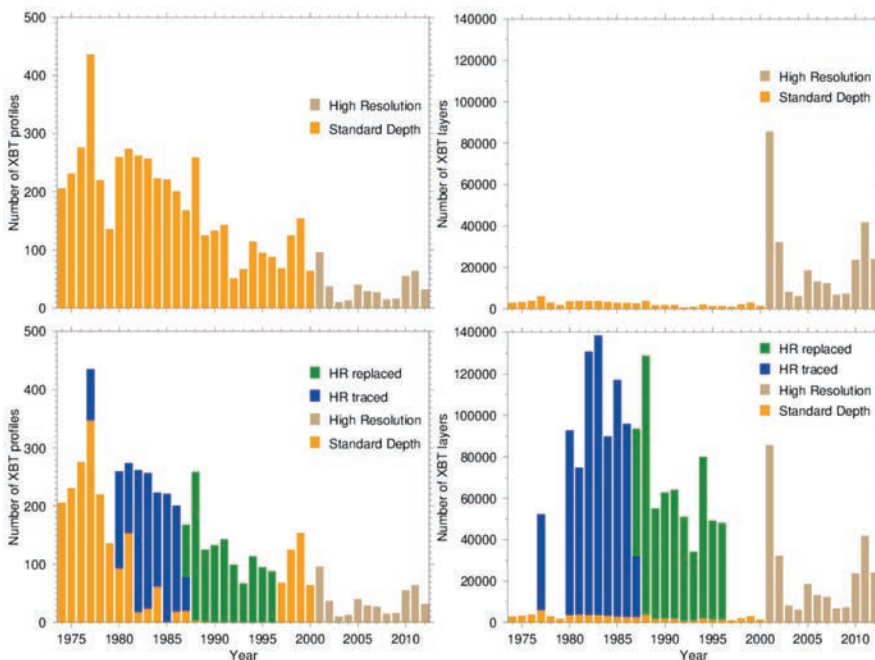 500
400
300
200
100
0
Number of XBT profiles
High Resolution
Standard Depth
140000
120000
100000
80000
60000
40000
20000
0
Number of XBT layers
High Resolution
Standard Depth
500
400
300
200
100
0
Number of XBT profiles
HR replaced
HR traced
High Resolution
Standard Depth
1975 1980 1985 1990 1995 2000 2005 2010
Year
140000
120000
100000
80000
60000
40000
20000
0
Number of XBT layers
HR replaced
HR traced
High Resolution
Standard Depth
1975 1980 1985 1990 1995 2000 2005 2010
Year